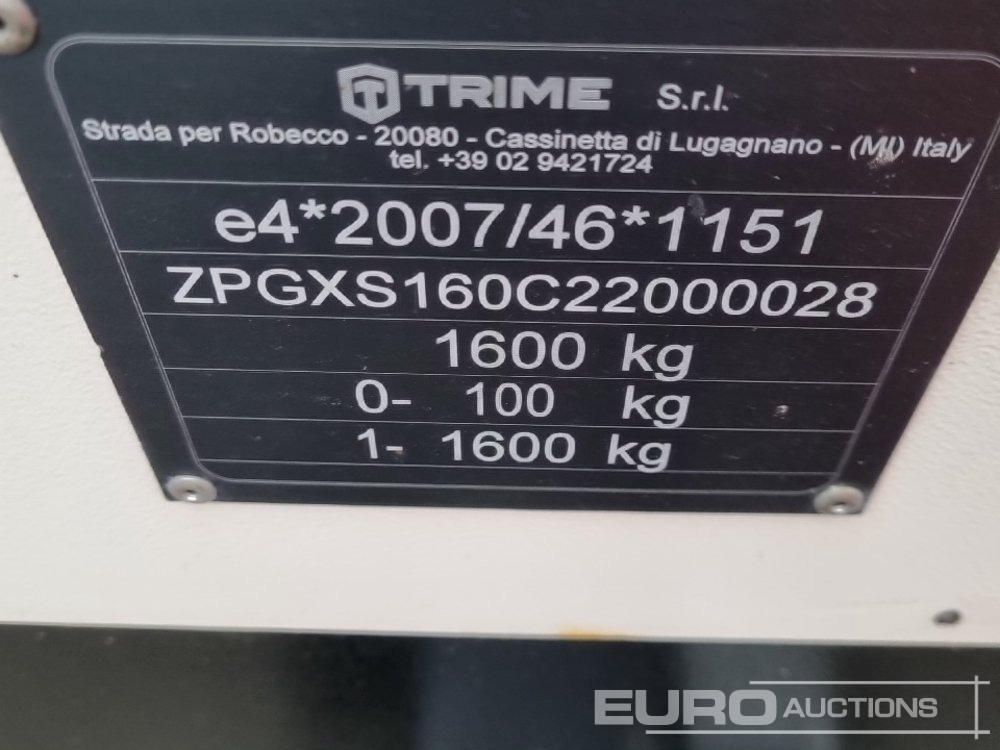 TRIME S.r.l.
Strada per Robecco - 20080 - Cassinetta di Lugagnano - (MI) Italy
tel. +39 02 9421724
e4*2007/46*1151
ZPGXS160C22000028
1600 kg
0- 100 kg
1- 1600 kg
EURO AUCTIONS